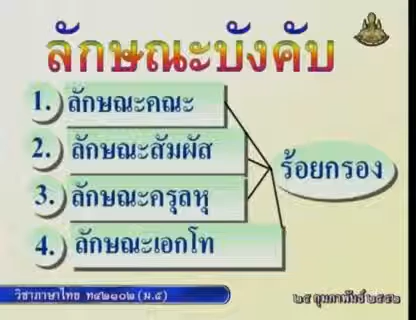 ลักษณะบังคับ
1. ลักษณะคณะ
2. ลักษณะสัมผัส
3. ลักษณะครุลหุ
4. ลักษณะเอกโท
ร้อยกรอง
วิชาภาษาไทย ท๔๒๑๐๒ (ม.๕)
๒๕ กุมภาพันธ์ ๒๕๕๒